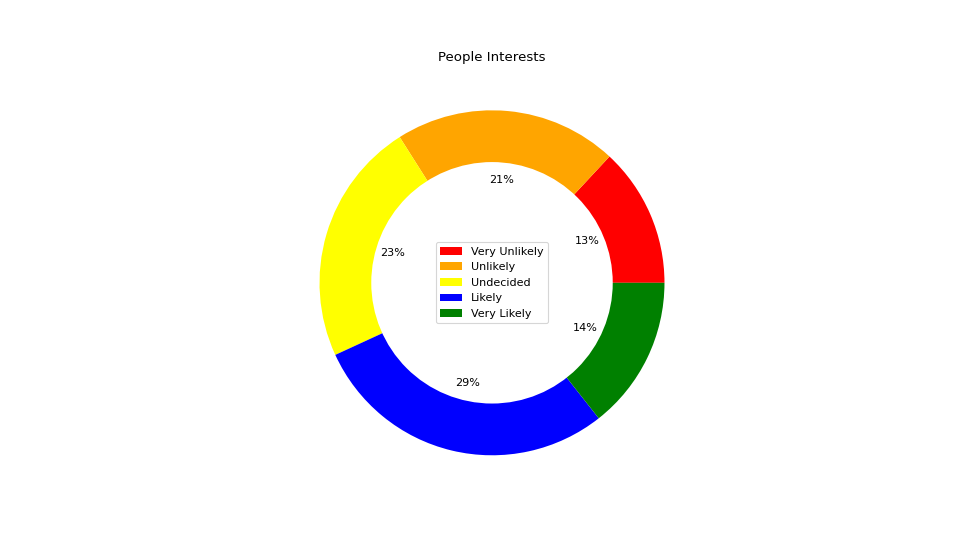 People Interests
21%
13%
23%
Very Unlikely
Unlikely
Undecided
Likely
Very Likely
14%
29%